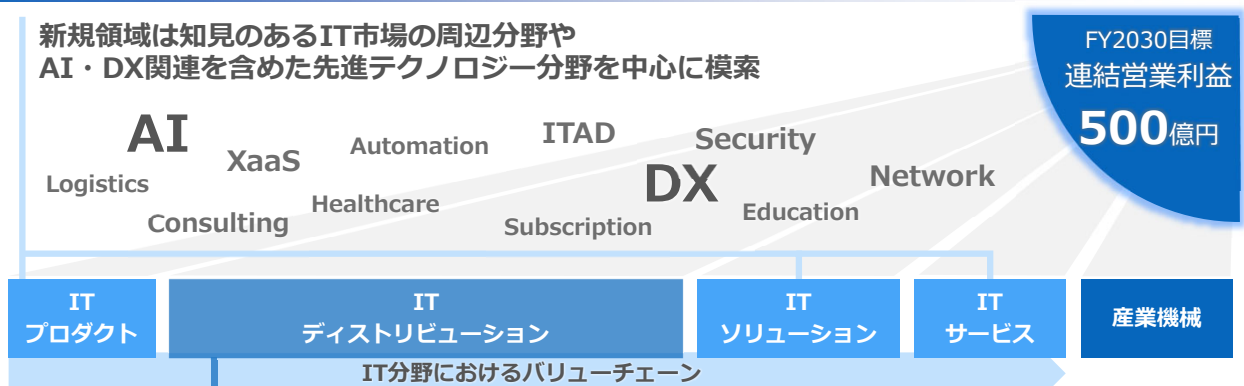 新規領域は知見のあるIT市場の周辺分野や
AI・DX関連を含めた先進テクノロジー分野を中心に模索
FY2030目標
連結営業利益
500億円
AI
XaaS
Automation
ITAD
Security
Logistics
Consulting
Healthcare
Subscription
DX
Education
Network
IT
プロダクト
IT
ディストリビューション
IT
ソリューション
IT
サービス
産業機械
IT分野におけるバリューチェーン